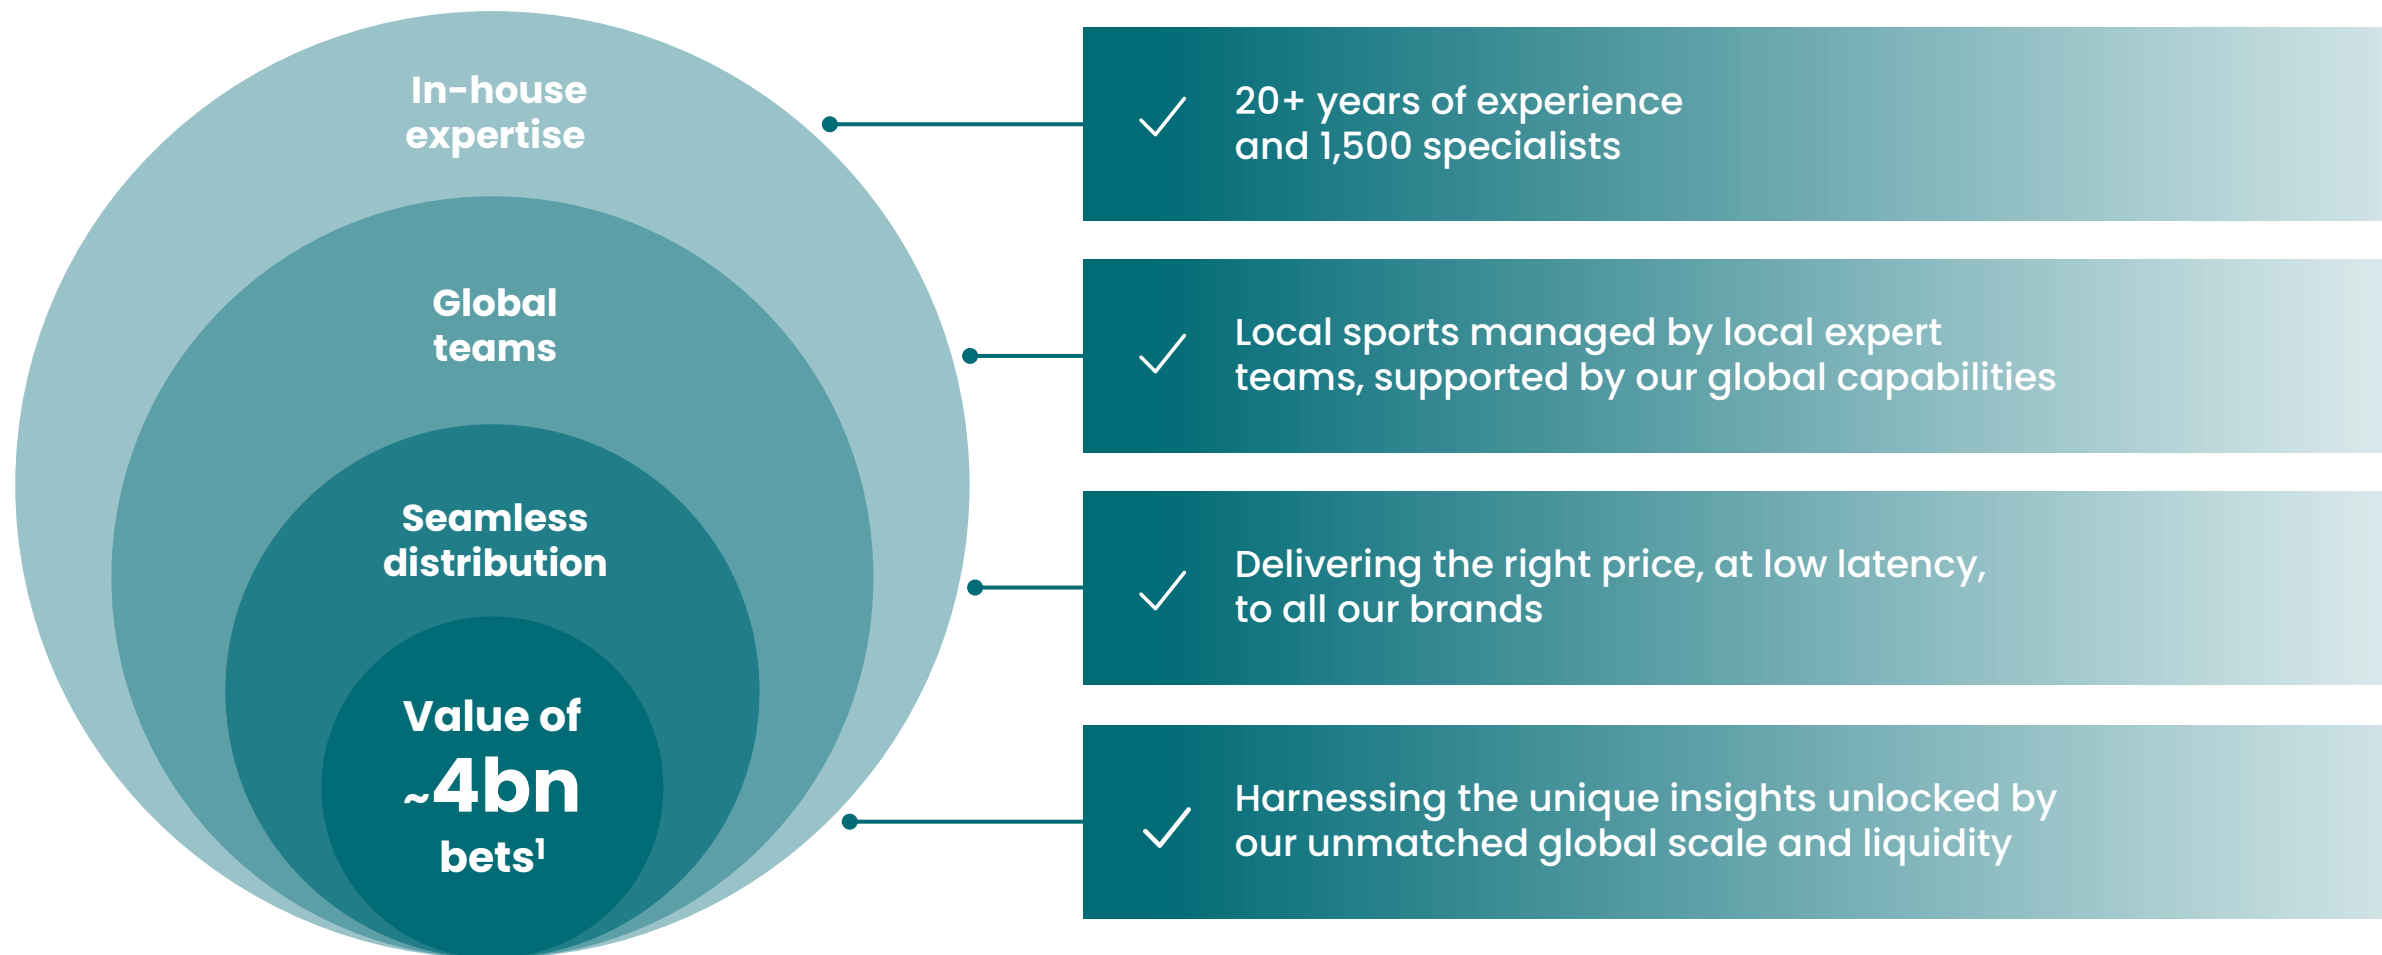 In-house
expertise
20+ years of experience
and 1,500 specialists
Global
teams
Local sports managed by local expert
teams, supported by our global capabilities
Seamless
distribution
Delivering the right price, at low latency,
to all our brands
Value of
~4bn
bets¹
Harnessing the unique insights unlocked by
our unmatched global scale and liquidity